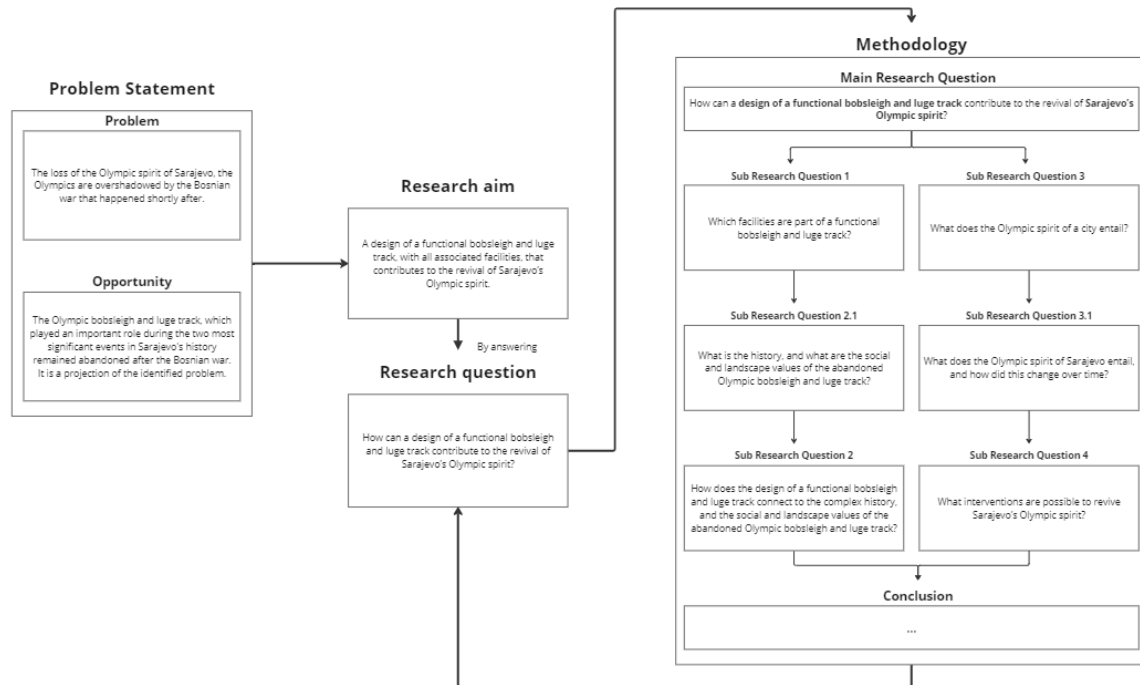 Problem Statement
Problem
The loss of the Olympic spirit of Sarajevo, the
Olympics are overshadowed by the Bosnian
war that happened shortly after.
Opportunity
The Olympic bobsleigh and luge track, which
played an important role during the two most
significant events in Sarajevo's history
remained abandoned after the Bosnian war.
It is a projection of the identified problem.
Research aim
A design of a functional bobsleigh and luge
track, with all associated facilities, that
contributes to the revival of Sarajevo's
Olympic spirit.
By answering
Research question
How can a design of a functional bobsleigh
and luge track contribute to the revival of
Sarajevo's Olympic spirit?
Methodology
Main Research Question
How can a design of a functional bobsleigh and luge track contribute to the revival of Sarajevo's
Olympic spirit?
Sub Research Question 1
Which facilities are part of a functional
bobsleigh and luge track?
Sub Research Question 2.1
What is the history, and what are the social
and landscape values of the abandoned
Olympic bobsleigh and luge track?
Sub Research Question 2
How does the design of a functional bobsleigh
and luge track connect to the complex history,
and the social and landscape values of the
abandoned Olympic bobsleigh and luge track?
Sub Research Question 3
What does the Olympic spirit of a city entail?
Sub Research Question 3.1
What does the Olympic spirit of Sarajevo entail,
and how did this change over time?
Sub Research Question 4
What interventions are possible to revive
Sarajevo's Olympic spirit?
Conclusion
...